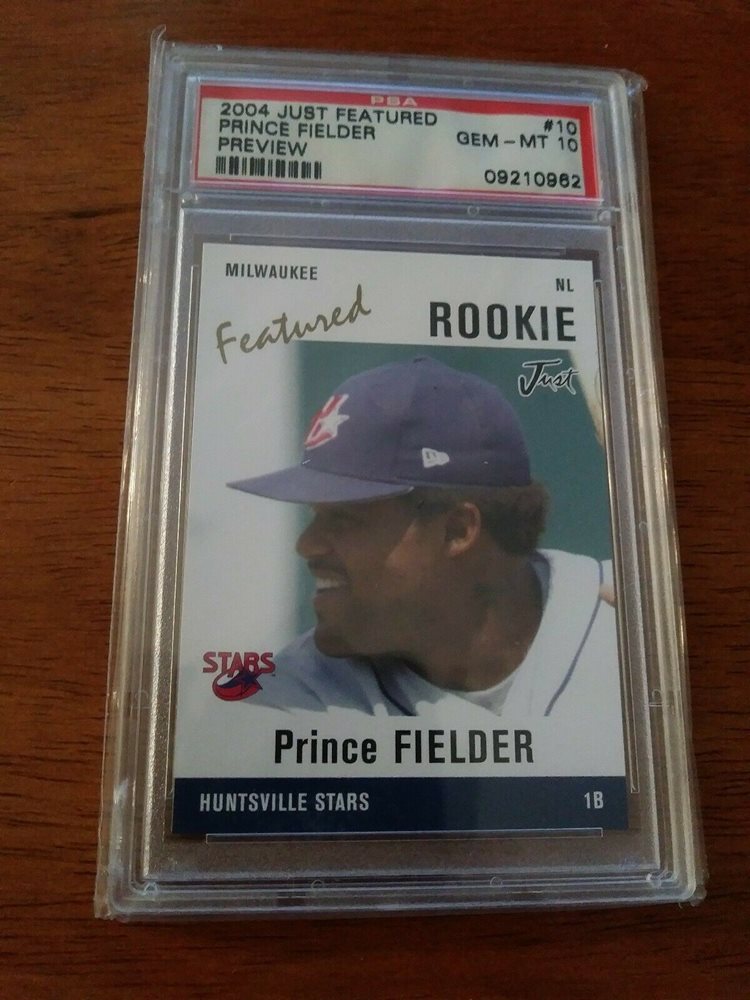 PSA
2004 JUST FEATURED #10
PRINCE FIELDER GEM - MT 10
PREVIEW
09210962
MILWAUKEE NL
Featured ROOKIE
Just
H
STARS
Prince FIELDER
HUNTSVILLE STARS 1B